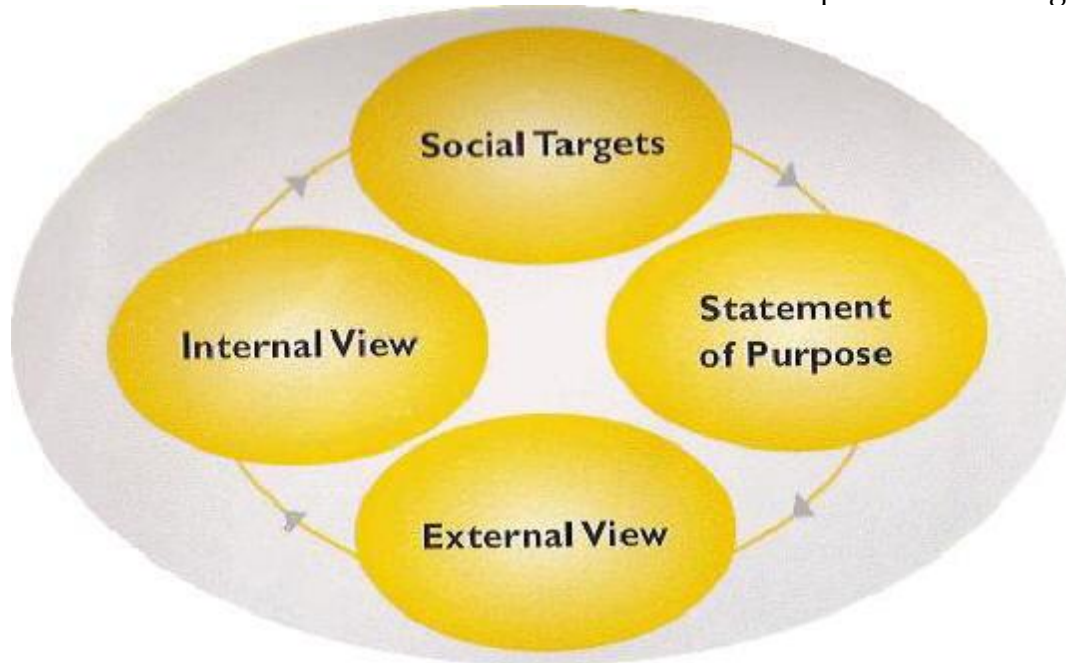 Social Targets
Internal View
Statement
of Purpose
External View